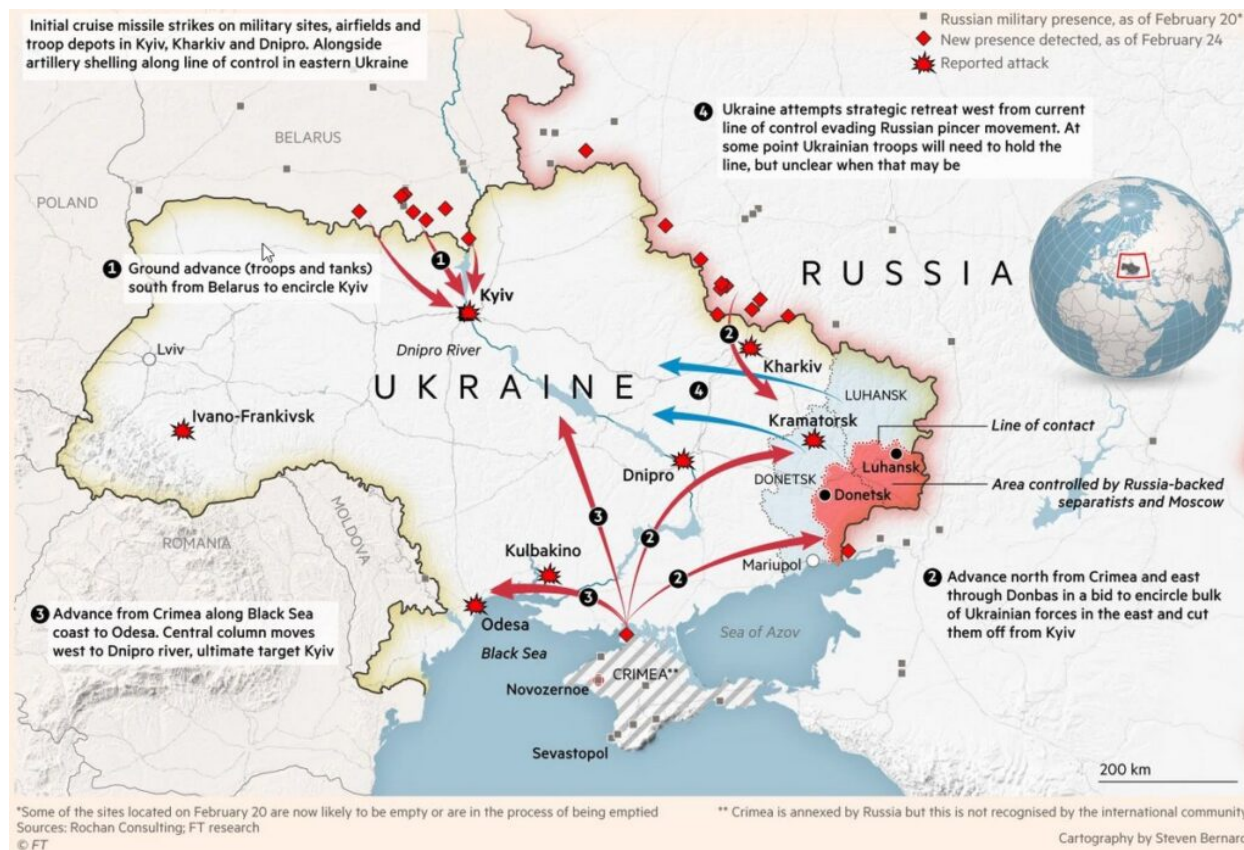 Initial cruise missile strikes on military sites, airfields and
troop depots in Kyiv, Kharkiv and Dnipro. Alongside
artillery shelling along line of control in eastern Ukraine
Russian military presence, as of February 20*
New presence detected, as of February 24
Reported attack
BELARUS
4 Ukraine attempts strategic retreat west from current
line of control evading Russian pincer movement. At
some point Ukrainian troops will need to hold the
line, but unclear when that may be
POLAND
1 Ground advance (troops and tanks)
south from Belarus to encircle Kyiv
1
RUSSIA
Kyiv
2
Lviv
Dnipro River
Kharkiv
UKRAINE
4
LUHANSK
Ivano-Frankivsk
Kramatorsk
Line of contact
Luhansk
Dnipro
DONETSK
Donetsk
Area controlled by Russia-backed
separatists and Moscow
3
2
MOLDOVA
ROMANIA
Kulbakino
Mariupol
2
3
2 Advance north from Crimea and east
through Donbas in a bid to encircle bulk
of Ukrainian forces in the east and cut
them off from Kyiv
3 Advance from Crimea along Black Sea
coast to Odesa. Central column moves
west to Dnipro river, ultimate target Kyiv
Odesa
Black Sea
Sea of Azov
CRIMEA**
Novozernoe
Sevastopol
200 km
*Some of the sites located on February 20 are now likely to be empty or are in the process of being emptied
** Crimea is annexed by Russia but this is not recognised by the international community
Sources: Rochan Consulting; FT research
© FT
Cartography by Steven Bernard